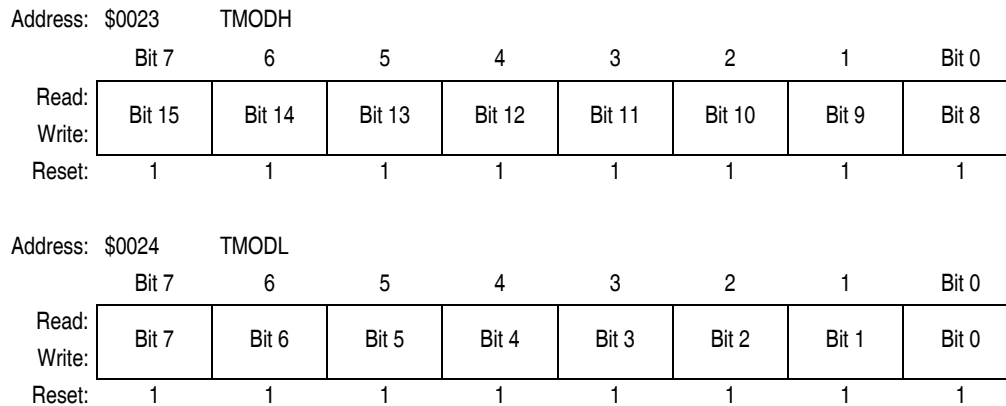 Address: $0023 TMODH
Bit 7 6 5 4 3 2 1 Bit 0
Read:
Bit 15 Bit 14 Bit 13 Bit 12 Bit 11 Bit 10 Bit 9 Bit 8
Write:
Reset: 1 1 1 1 1 1 1 1
Address: $0024 TMODL
Bit 7 6 5 4 3 2 1 Bit 0
Read:
Bit 7 Bit 6 Bit 5 Bit 4 Bit 3 Bit 2 Bit 1 Bit 0
Write:
Reset: 1 1 1 1 1 1 1 1